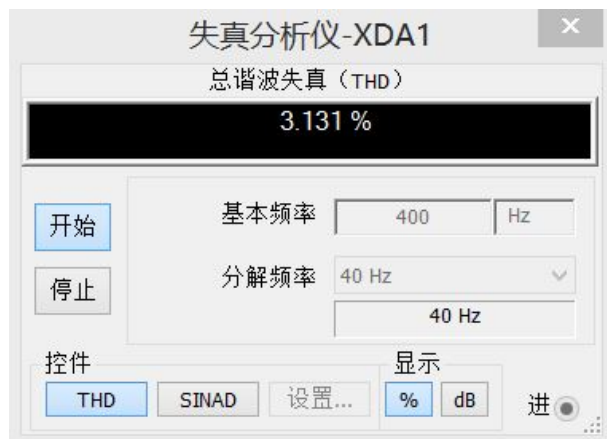 失真分析仪-XDA1
总谐波失真（THD）
3.131 %
开始
基本频率 400 Hz
停止
分解频率 40 Hz
40 Hz
控件 显示
THD SINAD 设置... % dB 进